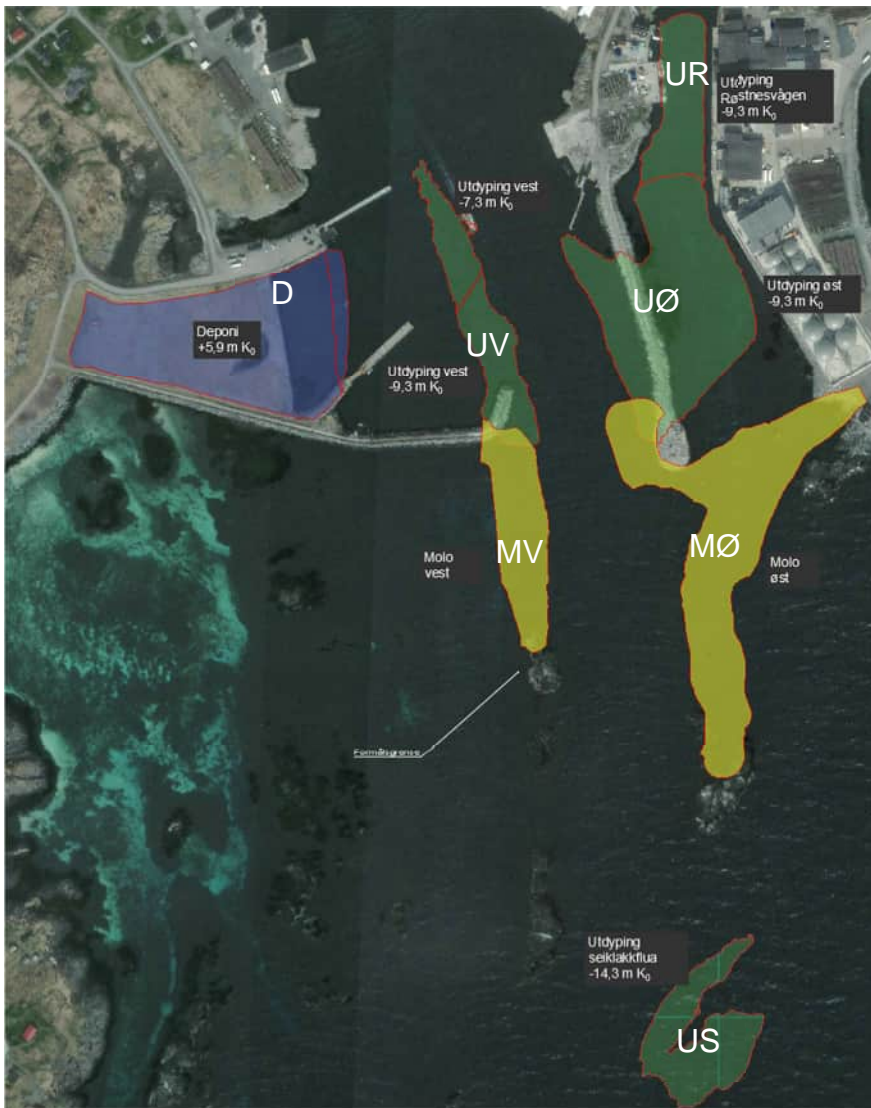 UR
Utdyping
Røstnesvågen
-9,3 m K₀
Utdyping vest
-7,3 m K₀
D
UØ
Utdyping øst
-9,3 m K₀
Deponi
+5,9 m K₀
UV
Utdyping vest
-9,3 m K₀
MV
MØ
Molo
vest
Molo
øst
Formålsgrense
Utdyping
seiklakkflua
-14,3 m K₀
US